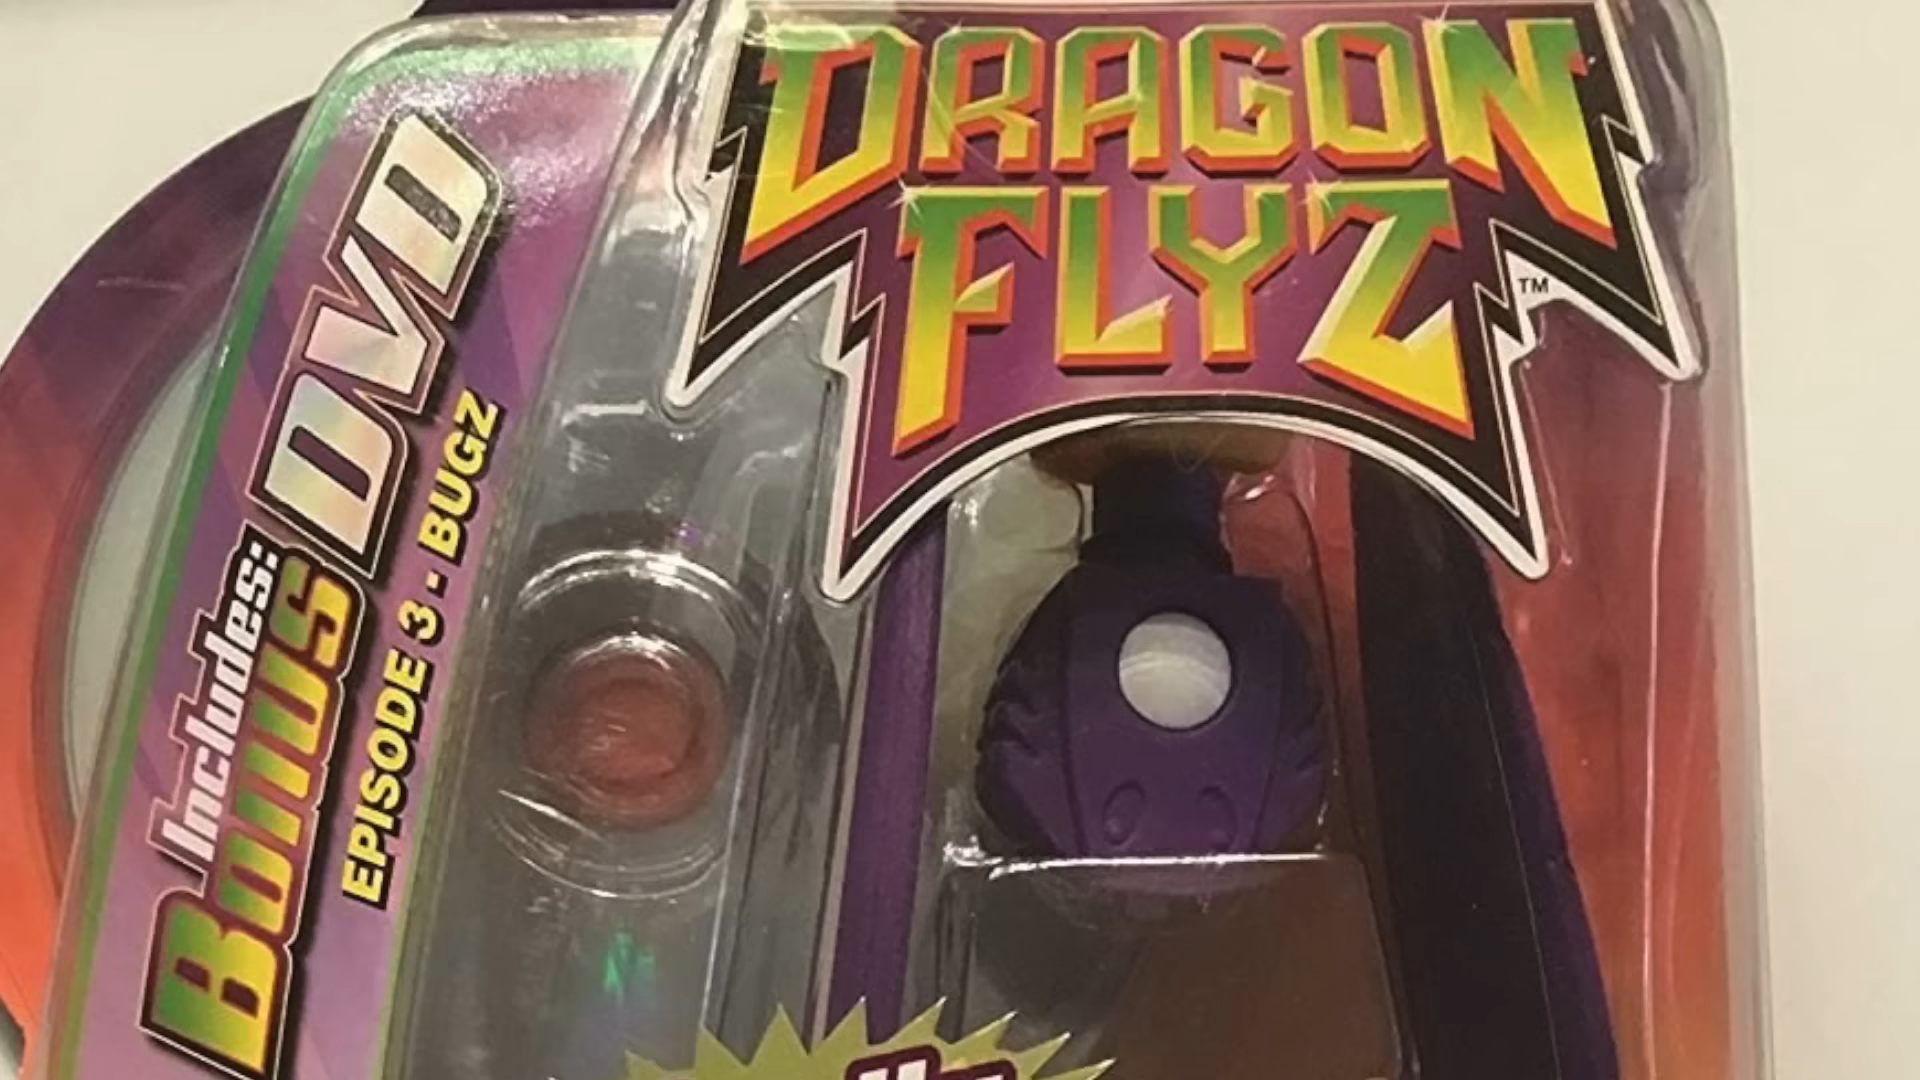 DRAGON
FLYZ
TM
Includes:
Bonus DVD
EPISODE 3 - BUGZ